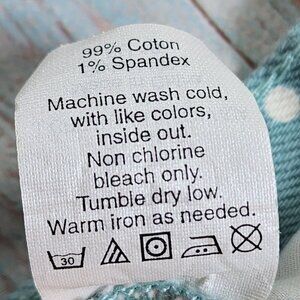 99% Coton
1% Spandex
Machine wash cold,
with like colors,
inside out.
Non chlorine
bleach only.
Tumble dry low.
Warm iron as needed.
30